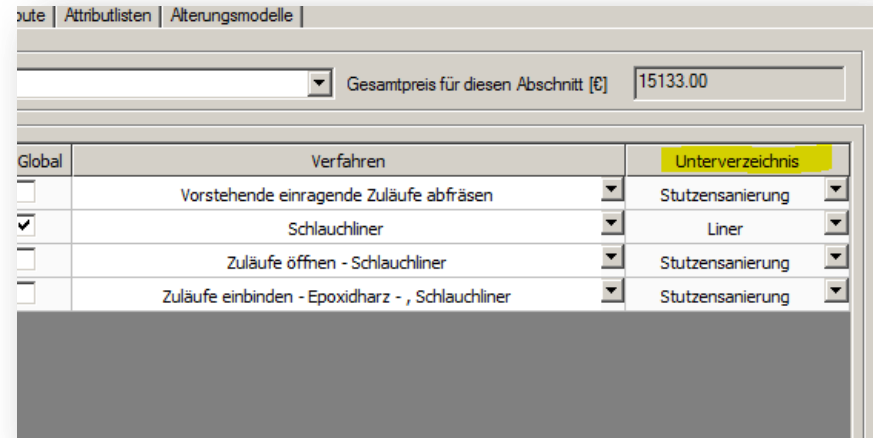 Attributlisten Alterungsmodelle
Gesamtpreis für diesen Abschnitt [€] 15133.00
Global Verfahren Unterverzeichnis
Vorstehende einragende Zuläufe abfräsen Stutzensanierung
Schlauchliner Liner
Zuläufe öffnen - Schlauchliner Stutzensanierung
Zuläufe einbinden - Epoxidharz - , Schlauchliner Stutzensanierung